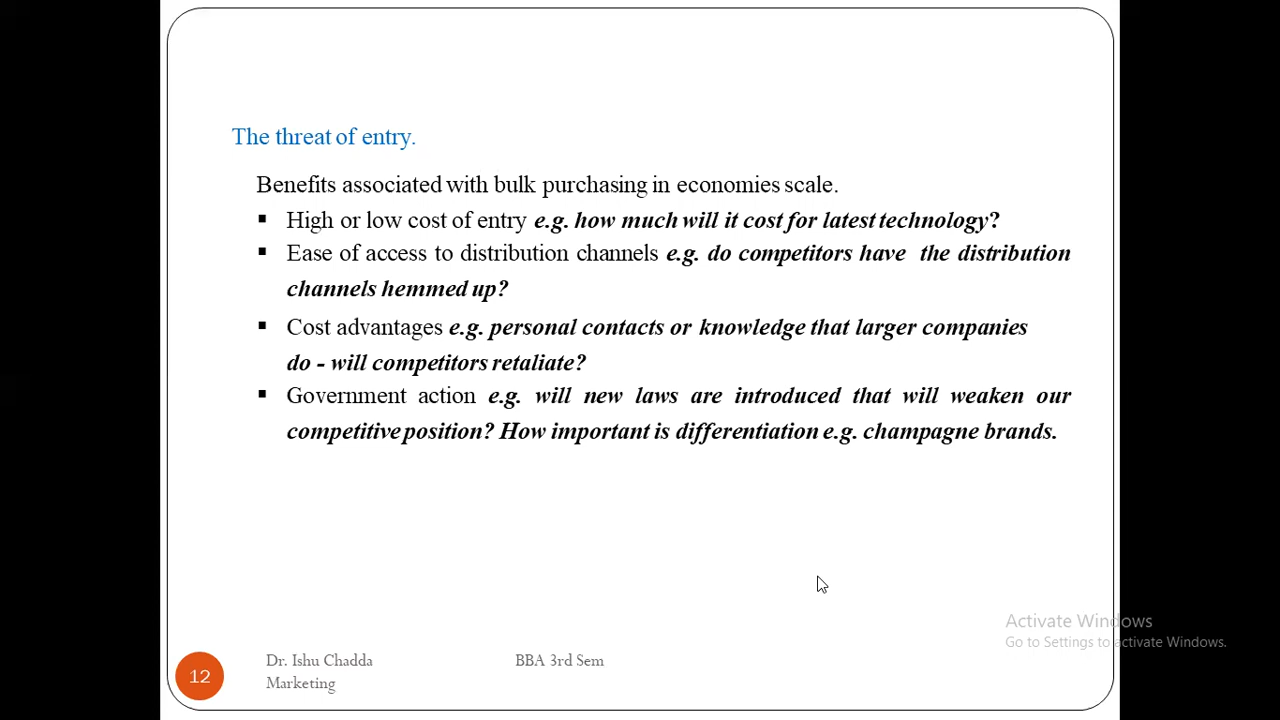 The threat of entry.
Benefits associated with bulk purchasing in economies scale.
▪ High or low cost of entry e.g. how much will it cost for latest technology?
▪ Ease of access to distribution channels e.g. do competitors have the distribution
channels hemmed up?
▪ Cost advantages e.g. personal contacts or knowledge that larger companies
do - will competitors retaliate?
▪ Government action e.g. will new laws are introduced that will weaken our
competitive position? How important is differentiation e.g. champagne brands.
Activate Windows
Go to Settings to activate Windows.
12
Dr. Ishu Chadda
Marketing
BBA 3rd Sem